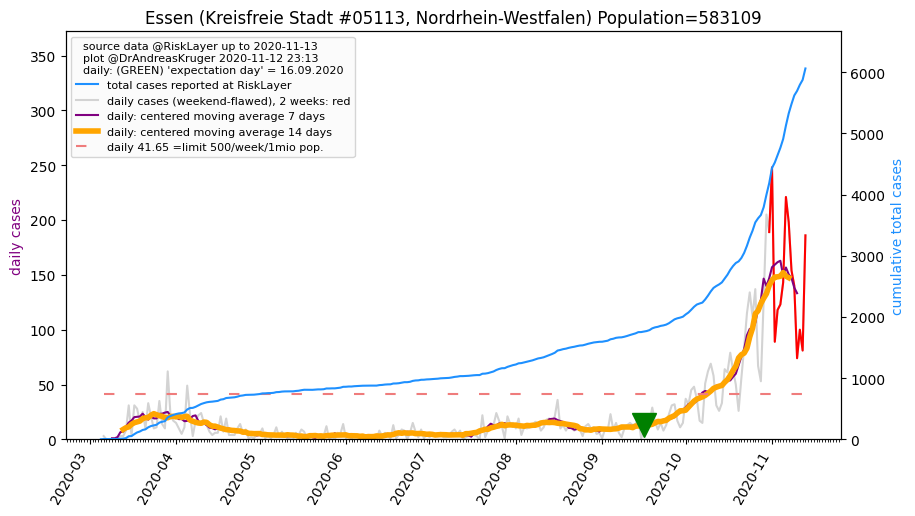 Essen (Kreisfreie Stadt #05113, Nordrhein-Westfalen) Population=583109
source data @RiskLayer up to 2020-11-13
plot @DrAndreasKruger 2020-11-12 23:13
daily: (GREEN) 'expectation day' = 16.09.2020
total cases reported at RiskLayer
daily cases (weekend-flawed), 2 weeks: red
daily: centered moving average 7 days
daily: centered moving average 14 days
daily 41.65 =limit 500/week/1mio pop.
daily cases
350
300
250
200
150
100
50
0
cumulative total cases
6000
5000
4000
3000
2000
1000
0
2020-03
2020-04
2020-05
2020-06
2020-07
2020-08
2020-09
2020-10
2020-11